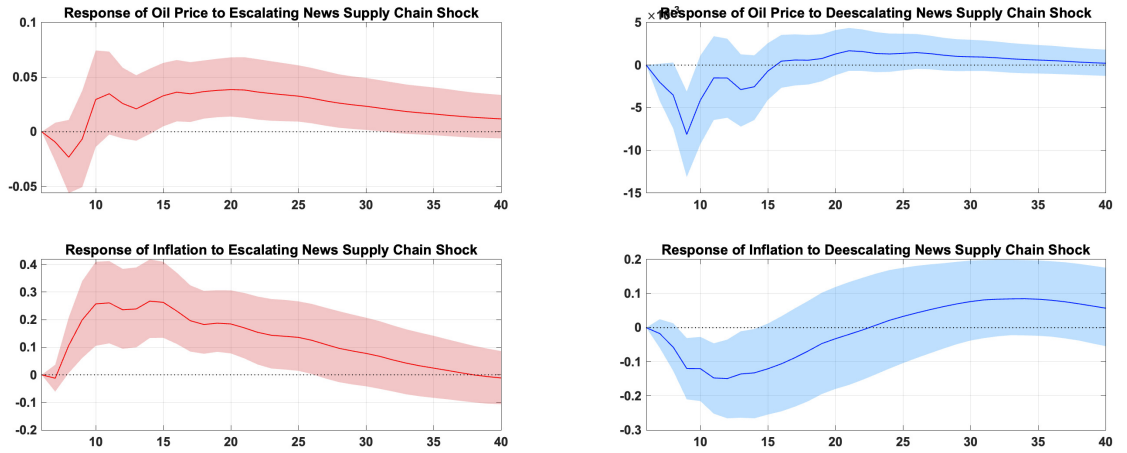 Response of Oil Price to Escalating News Supply Chain Shock
0.1
0.05
0
-0.05
10 15 20 25 30 35 40
×10⁻³
Response of Oil Price to Deescalating News Supply Chain Shock
5
0
-5
-10
-15
10 15 20 25 30 35 40
Response of Inflation to Escalating News Supply Chain Shock
0.4
0.3
0.2
0.1
0
-0.1
-0.2
10 15 20 25 30 35 40
Response of Inflation to Deescalating News Supply Chain Shock
0.2
0.1
0
-0.1
-0.2
-0.3
10 15 20 25 30 35 40